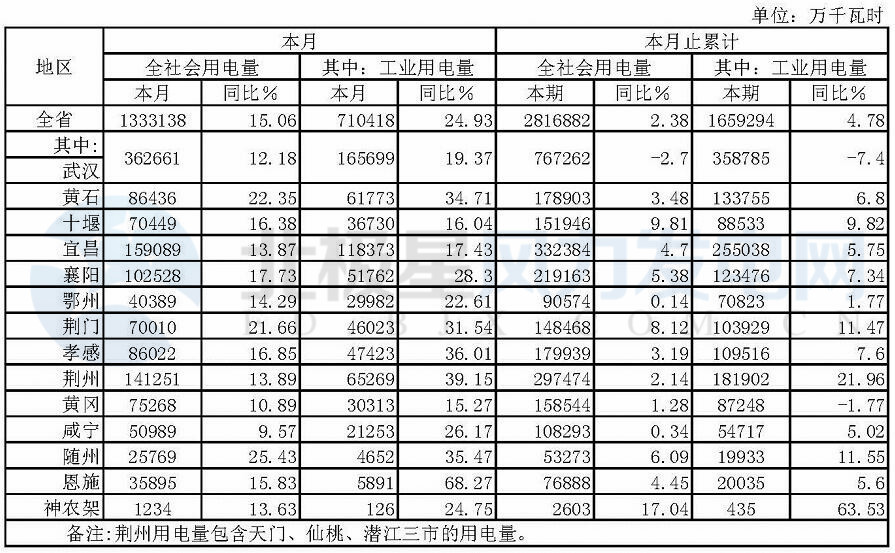 单位：万千瓦时
地区 本月 本月止累计
全社会用电量 其中：工业用电量 全社会用电量 其中：工业用电量
本月 同比% 本月 同比% 本期 同比% 本期 同比%
全省 1333138 15.06 710418 24.93 2816882 2.38 1659294 4.78
其中:
武汉 362661 12.18 165699 19.37 767262 -2.7 358785 -7.4
黄石 86436 22.35 61773 34.71 178903 3.48 133755 6.8
十堰 70449 16.38 36730 16.04 151946 9.81 88533 9.82
宜昌 159089 13.87 118373 17.43 332384 4.7 255038 5.75
襄阳 102528 17.73 51762 28.3 219163 5.38 123476 7.34
鄂州 40389 14.29 29982 22.61 90574 0.14 70823 1.77
荆门 70010 21.66 46023 31.54 148468 8.12 103929 11.47
孝感 86022 16.85 47423 36.01 179939 3.19 109516 7.6
荆州 141251 13.89 65269 39.15 297474 2.14 181902 21.96
黄冈 75268 10.89 30313 15.27 158544 1.28 87248 -1.77
咸宁 50989 9.57 21253 26.17 108293 0.34 54717 5.02
随州 25769 25.43 4652 35.47 53273 6.09 19933 11.55
恩施 35895 15.83 5891 68.27 76888 4.45 20035 5.6
神农架 1234 13.63 126 24.75 2603 17.04 435 63.53
备注:荆州用电量包含天门、仙桃、潜江三市的用电量。
北极星风力发电网